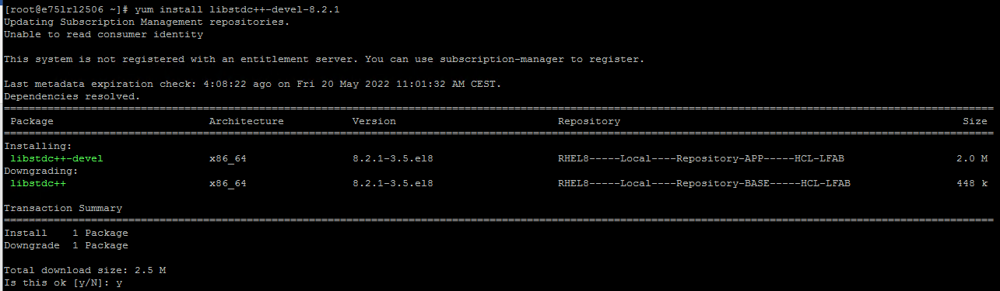 [root@e75lrl2506 ~]# yum install libstdc++-devel-8.2.1
Updating Subscription Management repositories.
Unable to read consumer identity
This system is not registered with an entitlement server. You can use subscription-manager to register.
Last metadata expiration check: 4:08:22 ago on Fri 20 May 2022 11:01:32 AM CEST.
Dependencies resolved.
================================================================================
Package Architecture Version Repository Size
================================================================================
Installing:
libstdc++-devel x86_64 8.2.1-3.5.el8 RHEL8-----Local----Repository-APP-----HCL-LFAB 2.0 M
Downgrading:
libstdc++ x86_64 8.2.1-3.5.el8 RHEL8-----Local----Repository-BASE-----HCL-LFAB 448 k
Transaction Summary
================================================================================
Install 1 Package
Downgrade 1 Package
Total download size: 2.5 M
Is this ok [y/N]: y